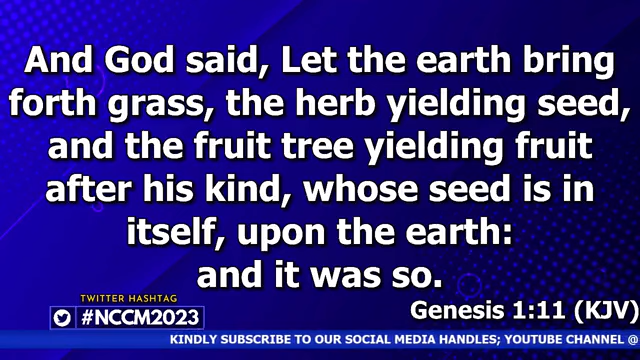 And God said, Let the earth bring
forth grass, the herb yielding seed,
and the fruit tree yielding fruit
after his kind, whose seed is in
itself, upon the earth:
and it was so.
Genesis 1:11 (KJV)
TWITTER HASHTAG
#NCCM2023
KINDLY SUBSCRIBE TO OUR SOCIAL MEDIA HANDLES; YOUTUBE CHANNEL @